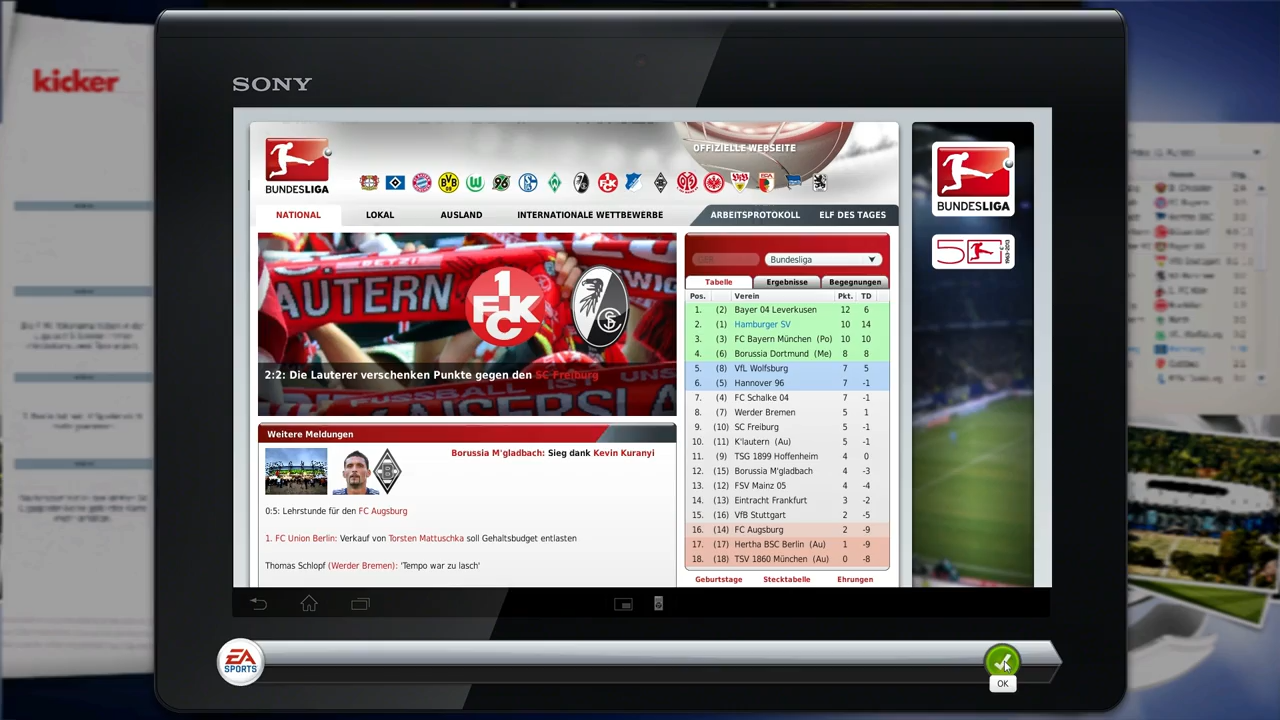 kicker
SONY
BUNDESLIGA
OFFIZIELLE WEBSEITE
NATIONAL LOKAL AUSLAND INTERNATIONALE WETTBEWERBE ARBEITSPROTOKOLL ELF DES TAGES
AUTERN
1
FKC
2:2: Die Lauterer verschenken Punkte gegen den SC Freiburg
KAISERSLA
Weitere Meldungen
Borussia M'gladbach: Sieg dank Kevin Kuranyi
0:5: Lehrstunde für den FC Augsburg
1. FC Union Berlin: Verkauf von Torsten Mattuschka soll Gehaltsbudget entlasten
Thomas Schlopf (Werder Bremen): 'Tempo war zu lasch'
GER Bundesliga
Tabelle Ergebnisse Begegnungen
Pos. Verein Pkt. TD
1. (2) Bayer 04 Leverkusen 12 6
2. (1) Hamburger SV 10 14
3. (3) FC Bayern München (Po) 10 10
4. (6) Borussia Dortmund (Me) 8 8
5. (8) VfL Wolfsburg 7 5
6. (5) Hannover 96 7 -1
7. (4) FC Schalke 04 7 -1
8. (7) Werder Bremen 5 1
9. (10) SC Freiburg 5 -1
10. (11) K'lautern (Au) 5 -1
11. (9) TSG 1899 Hoffenheim 4 0
12. (15) Borussia M'gladbach 4 -3
13. (12) FSV Mainz 05 4 -4
14. (13) Eintracht Frankfurt 3 -2
15. (16) VfB Stuttgart 2 -5
16. (14) FC Augsburg 2 -9
17. (17) Hertha BSC Berlin (Au) 1 -9
18. (18) TSV 1860 München (Au) 0 -8
Geburtstage Stecktabelle Ehrungen
BUNDESLIGA
50
EA
SPORTS
OK